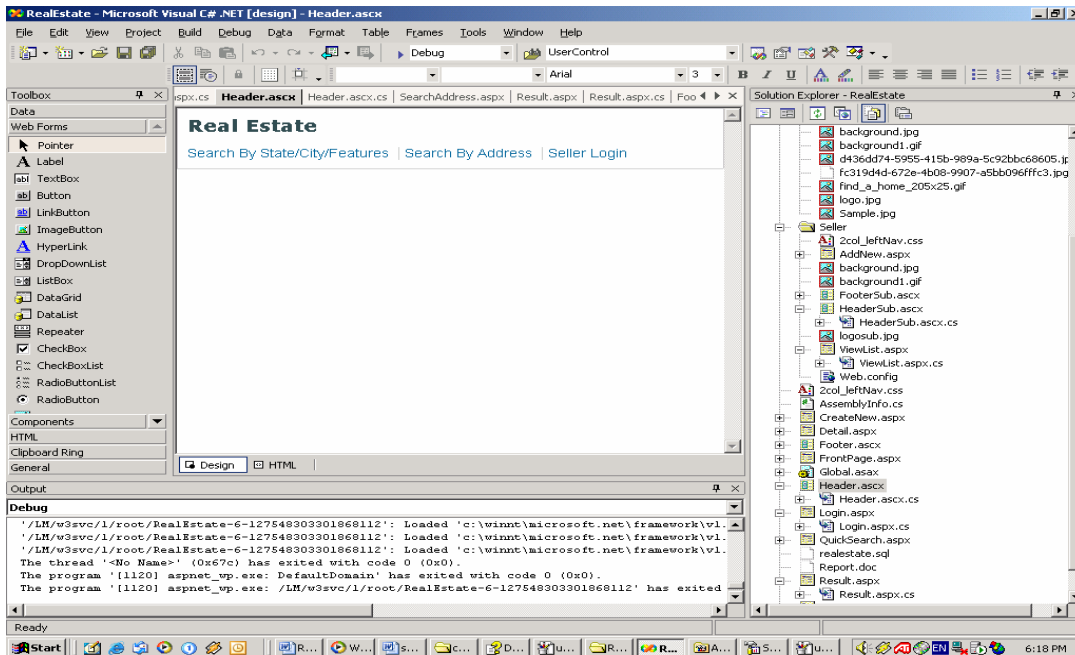 RealEstate - Microsoft Visual C# .NET [design] - Header.ascx
File Edit View Project Build Debug Data Format Table Frames Tools Window Help
Debug UserControl
Arial 3 B I U
Toolbox
Data
Web Forms
Pointer
A Label
abl TextBox
ab Button
ab LinkButton
ImageButton
A HyperLink
DropDownList
ListBox
DataGrid
DataList
Repeater
CheckBox
CheckBoxList
RadioButtonList
RadioButton
Components
HTML
Clipboard Ring
General
spx.cs Header.ascx Header.ascx.cs SearchAddress.aspx Result.aspx Result.aspx.cs Foo
Real Estate
Search By State/City/Features | Search By Address | Seller Login
Design HTML
Solution Explorer - RealEstate
background.jpg
background1.gif
d436dd74-5955-415b-989a-5c92bbc68605.jp
fc319d4d-672e-4b08-9907-a5bb096fffc3.jpg
find_a_home_205x25.gif
logo.jpg
Sample.jpg
Seller
2col_leftNav.css
AddNew.aspx
background.jpg
background1.gif
FooterSub.ascx
HeaderSub.ascx
HeaderSub.ascx.cs
logosub.jpg
ViewList.aspx
ViewList.aspx.cs
Web.config
2col_leftNav.css
AssemblyInfo.cs
CreateNew.aspx
Detail.aspx
Footer.ascx
FrontPage.aspx
Global.asax
Header.ascx
Header.ascx.cs
Login.aspx
Login.aspx.cs
QuickSearch.aspx
realestate.sql
Report.doc
Result.aspx
Result.aspx.cs
Output
Debug
'/LM/w3svc/1/root/RealEstate-6-127548303301868112': Loaded 'c:\winnt\microsoft.net\framework\v1.
'/LM/w3svc/1/root/RealEstate-6-127548303301868112': Loaded 'c:\winnt\microsoft.net\framework\v1.
'/LM/w3svc/1/root/RealEstate-6-127548303301868112': Loaded 'c:\winnt\microsoft.net\framework\v1.
The thread '<No Name>' (0x67c) has exited with code 0 (0x0).
The program '[1120] aspnet_wp.exe: DefaultDomain' has exited with code 0 (0x0).
The program '[1120] aspnet_wp.exe: /LM/w3svc/1/root/RealEstate-6-127548303301868112' has exited
Ready
Start R... W... s... c... D... u... R... R... A... S... u... EN 6:18 PM